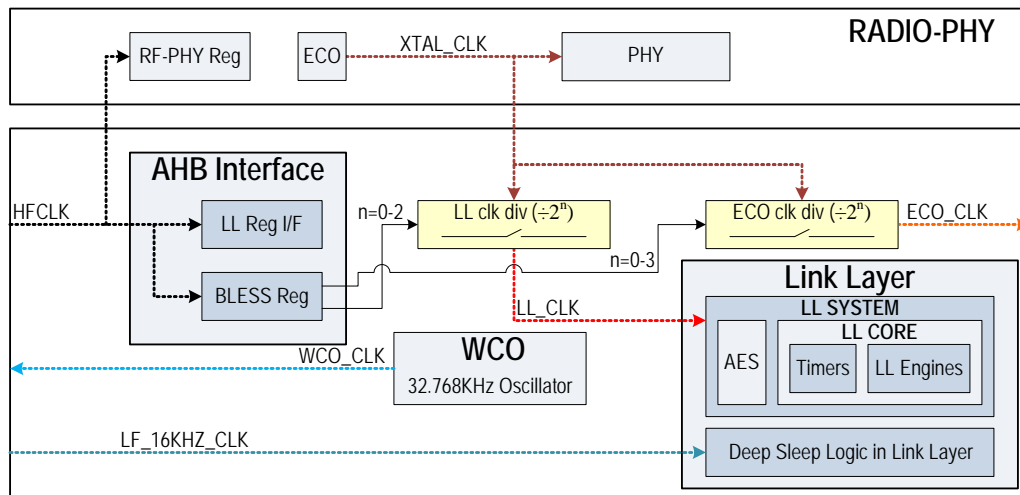 RADIO-PHY
XTAL_CLK
RF-PHY Reg
ECO
PHY
AHB Interface
HFCLK
LL Reg I/F
n=0-2
LL clk div (÷2ⁿ)
ECO clk div (÷2ⁿ)
ECO_CLK
n=0-3
BLESS Reg
Link Layer
LL_CLK
LL SYSTEM
LL CORE
AES
Timers
LL Engines
WCO_CLK
WCO
32.768KHz Oscillator
LF_16KHZ_CLK
Deep Sleep Logic in Link Layer